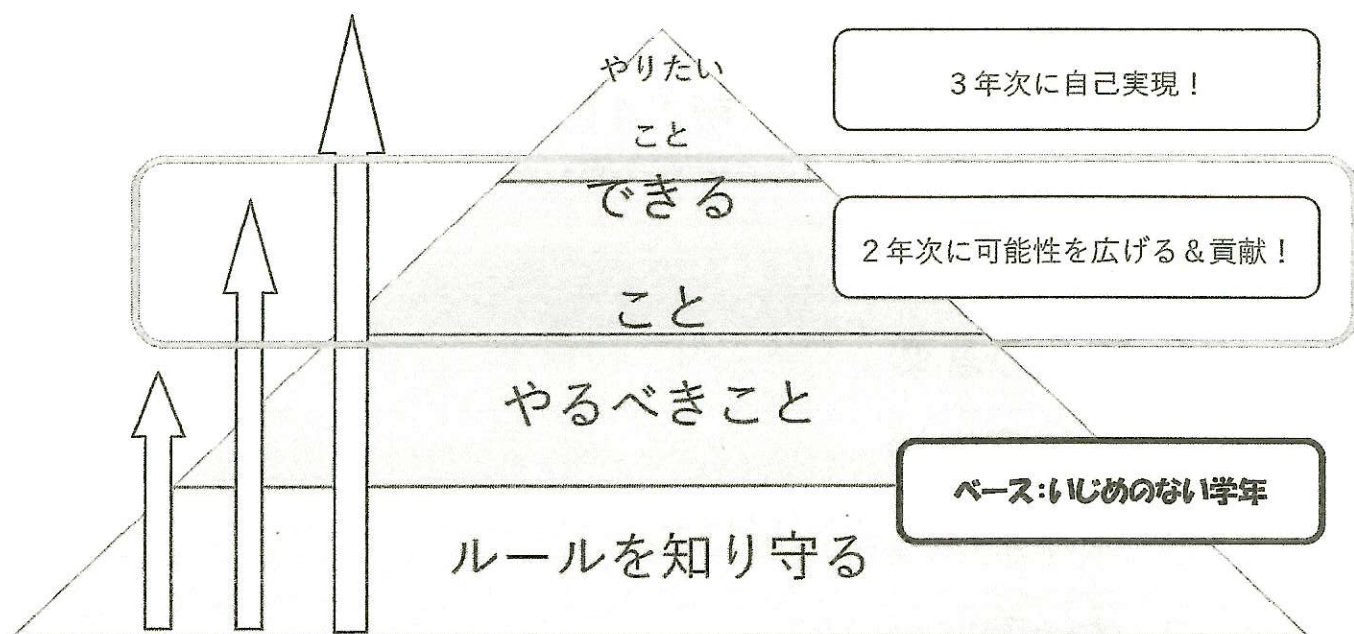 やりたい
こと
3年次に自己実現！
できる
こと
2年次に可能性を広げる＆貢献！
やるべきこと
ベース：いじめのない学年
ルールを知り守る